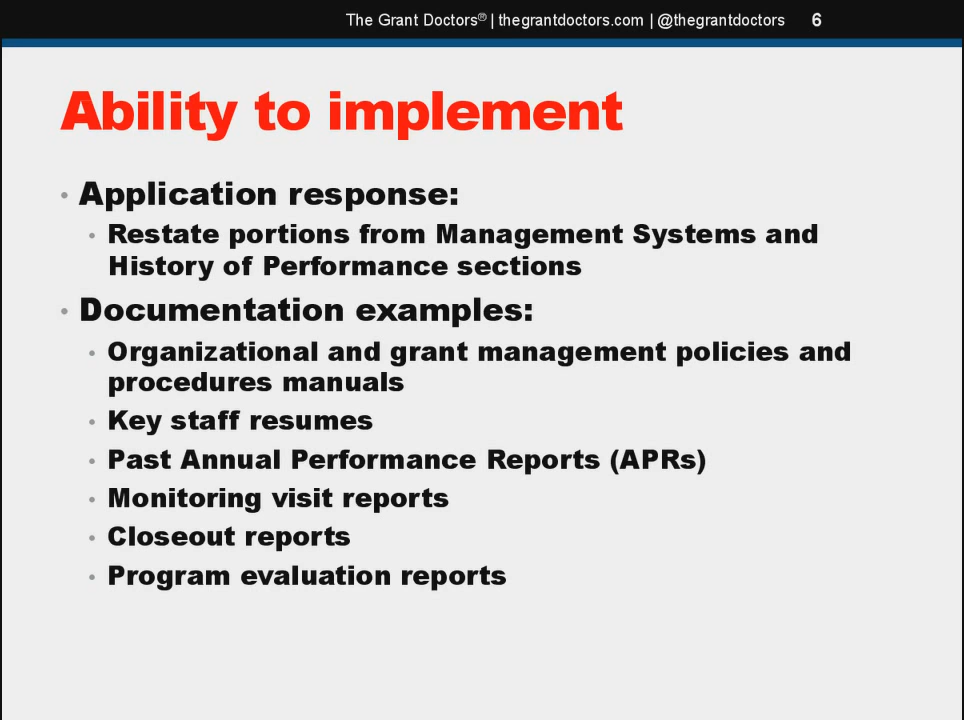 The Grant Doctors® | thegrantdoctors.com | @thegrantdoctors 6
Ability to implement
• Application response:
• Restate portions from Management Systems and
History of Performance sections
• Documentation examples:
• Organizational and grant management policies and
procedures manuals
• Key staff resumes
• Past Annual Performance Reports (APRs)
• Monitoring visit reports
• Closeout reports
• Program evaluation reports